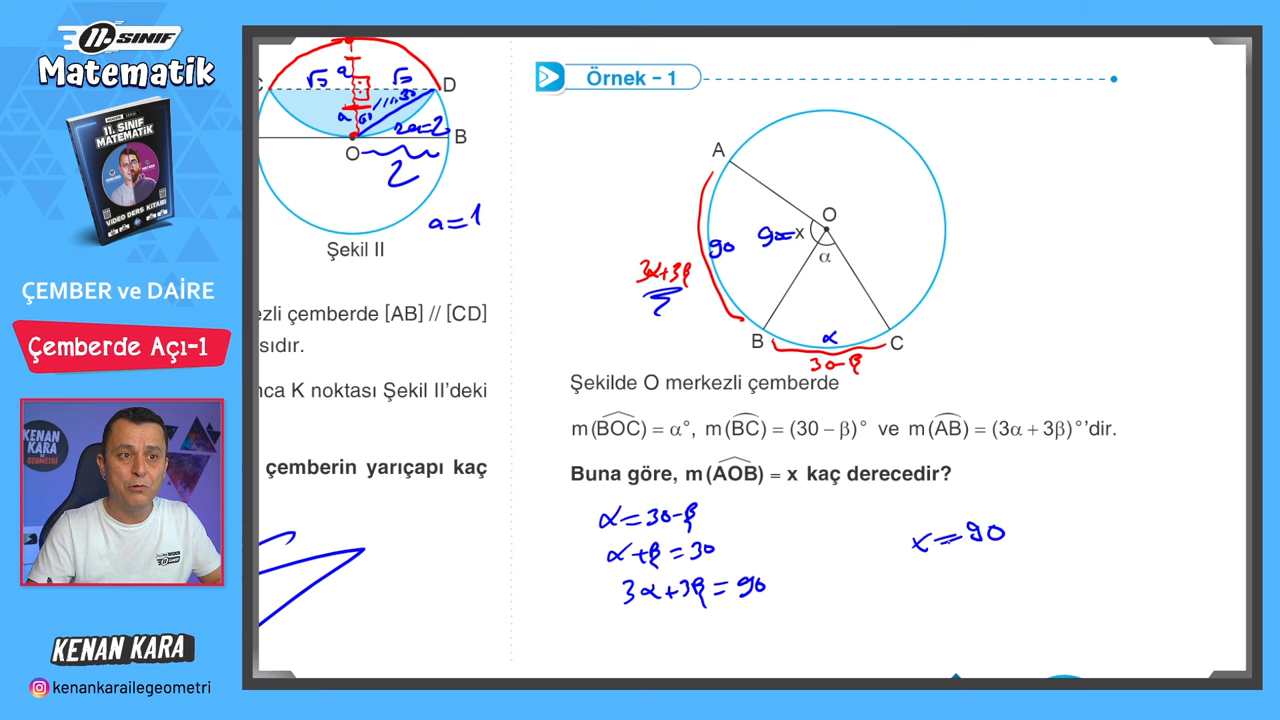 11. SINIF
Matematik
11. SINIF
MATEMATİK
VİDEO DERS KİTABI
ÇEMBER ve DAİRE
Çemberde Açı-1
KENAN
KARA
GEOMETRİ
11. SINIF
KENAN KARA
kenankarailegeometri
C
√3
a
√3
30
D
a
60
2a=2
O
B
2
a=1
Şekil II
ezli çemberde [AB] // [CD]
sıdır.
nca K noktası Şekil II'deki
çemberin yarıçapı kaç
Örnek – 1
A
O
90=x
α
90
3α+3β
B
α
C
30-β
Şekilde O merkezli çemberde
m(BOC) = α°, m(BC) = (30 – β)° ve m(AB) = (3α + 3β)°'dir.
Buna göre, m(AOB) = x kaç derecedir?
α=30-β
α+β=30
3α+3β=90
x=90